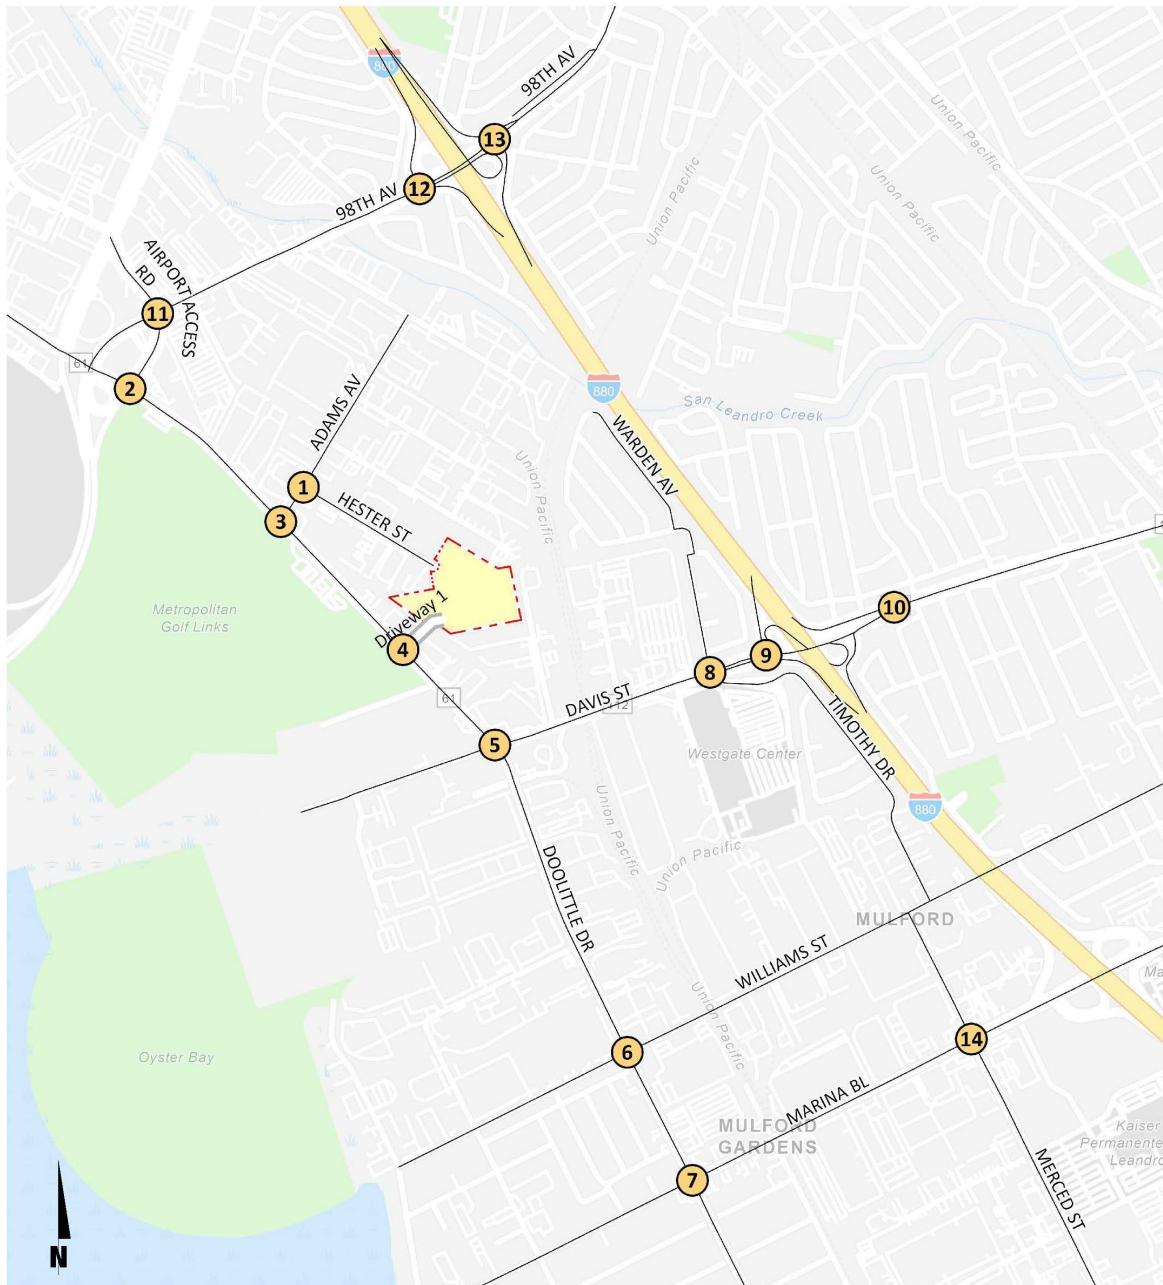 880
98TH AV
13
Union Pacific
12
Union Pacific
Union Pacific
98TH AV
AIRPORT ACCESS
RD
11
61
2
880
San Leandro Creek
ADAMS AV
WARDEN AV
1
HESTER ST
Union Pacific
3
Metropolitan
Golf Links
Driveway 1
4
10
9
8
61
DAVIS ST
112
TIMOTHY DR
5
Westgate Center
880
Union Pacific
Union Pacific
DOOLITTLE DR
MULFORD
WILLIAMS ST
Union Pacific
Oyster Bay
6
14
MARINA BL
MULFORD
GARDENS
Kaiser
Permanente
Leandro
7
MERCED ST
N